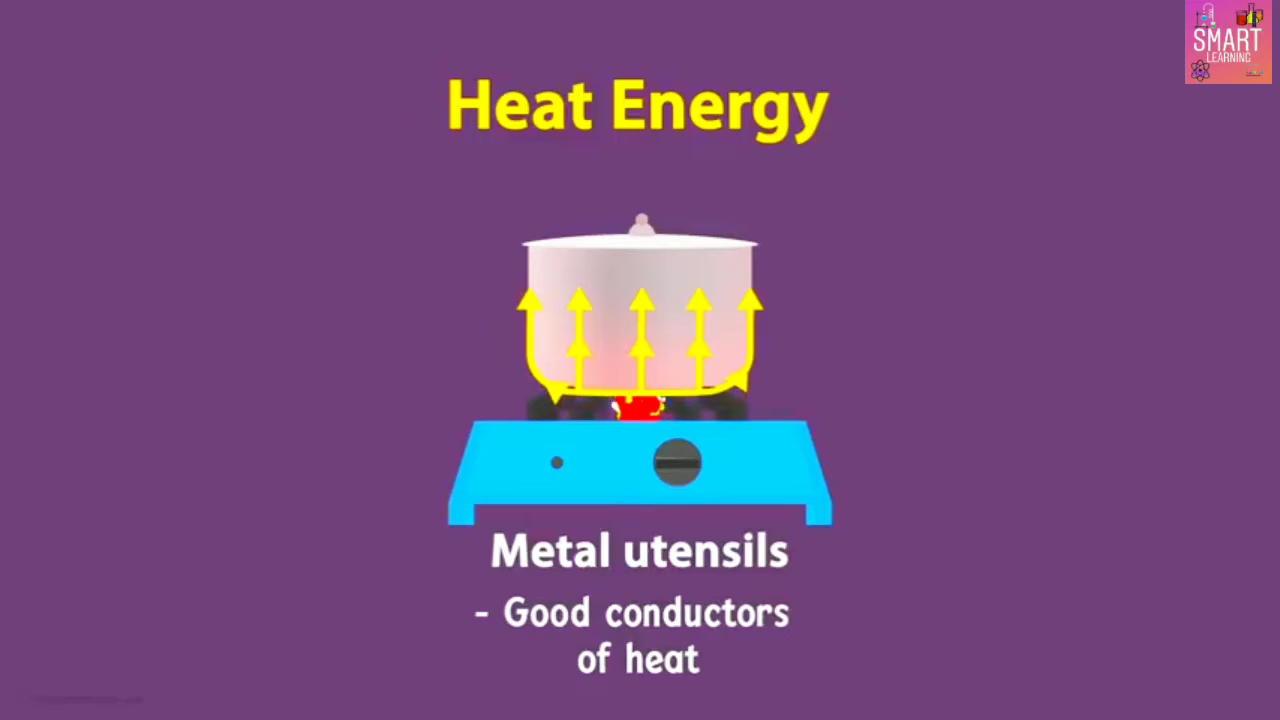 SMART
LEARNING
Heat Energy
Metal utensils
- Good conductors
of heat